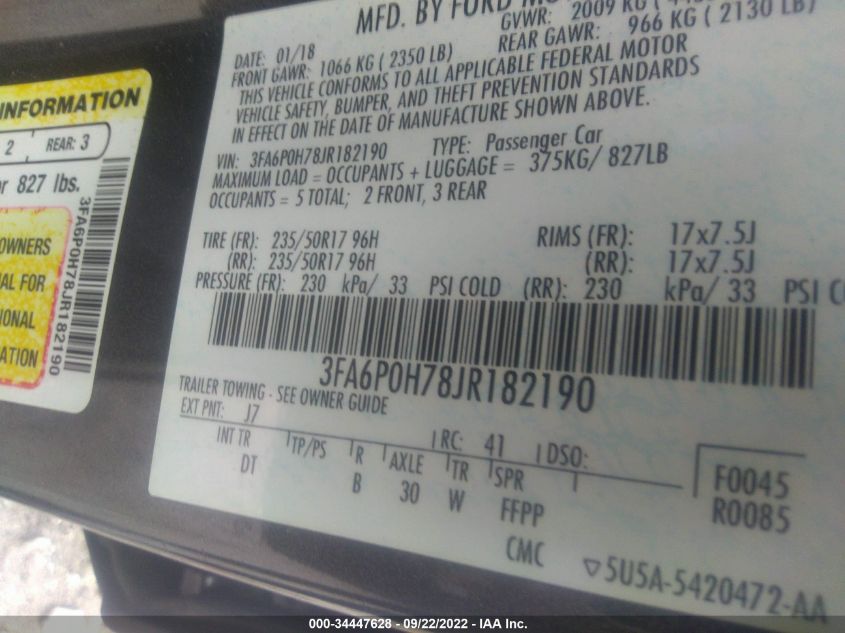 INFORMATION
2 REAR: 3
or 827 lbs.
OWNERS
FOR
ATION
3FA6P0H78JR182190
MFD. BY FORD
DATE: 01/18 GVWR: 2009 KG
FRONT GAWR: 1066 KG ( 2350 LB) REAR GAWR: 966 KG ( 2130 LB)
THIS VEHICLE CONFORMS TO ALL APPLICABLE FEDERAL MOTOR
VEHICLE SAFETY, BUMPER, AND THEFT PREVENTION STANDARDS
IN EFFECT ON THE DATE OF MANUFACTURE SHOWN ABOVE.
VIN: 3FA6P0H78JR182190 TYPE: Passenger Car
MAXIMUM LOAD = OCCUPANTS + LUGGAGE = 375KG/ 827LB
OCCUPANTS = 5 TOTAL; 2 FRONT, 3 REAR
TIRE (FR): 235/50R17 96H RIMS (FR): 17x7.5J
(RR): 235/50R17 96H (RR): 17x7.5J
PRESSURE (FR): 230 kPa/ 33 PSI COLD (RR): 230 kPa/ 33 PSI
3FA6P0H78JR182190
TRAILER TOWING - SEE OWNER GUIDE
EXT PNT: J7 RC: 41 DSO:
INT TR TP/PS R AXLE TR SPR
DT B 30 W FFPP
CMC
F0045
R0085
▽5U5A-5420472-AA
000-34447628 - 09/22/2022 - IAA Inc.